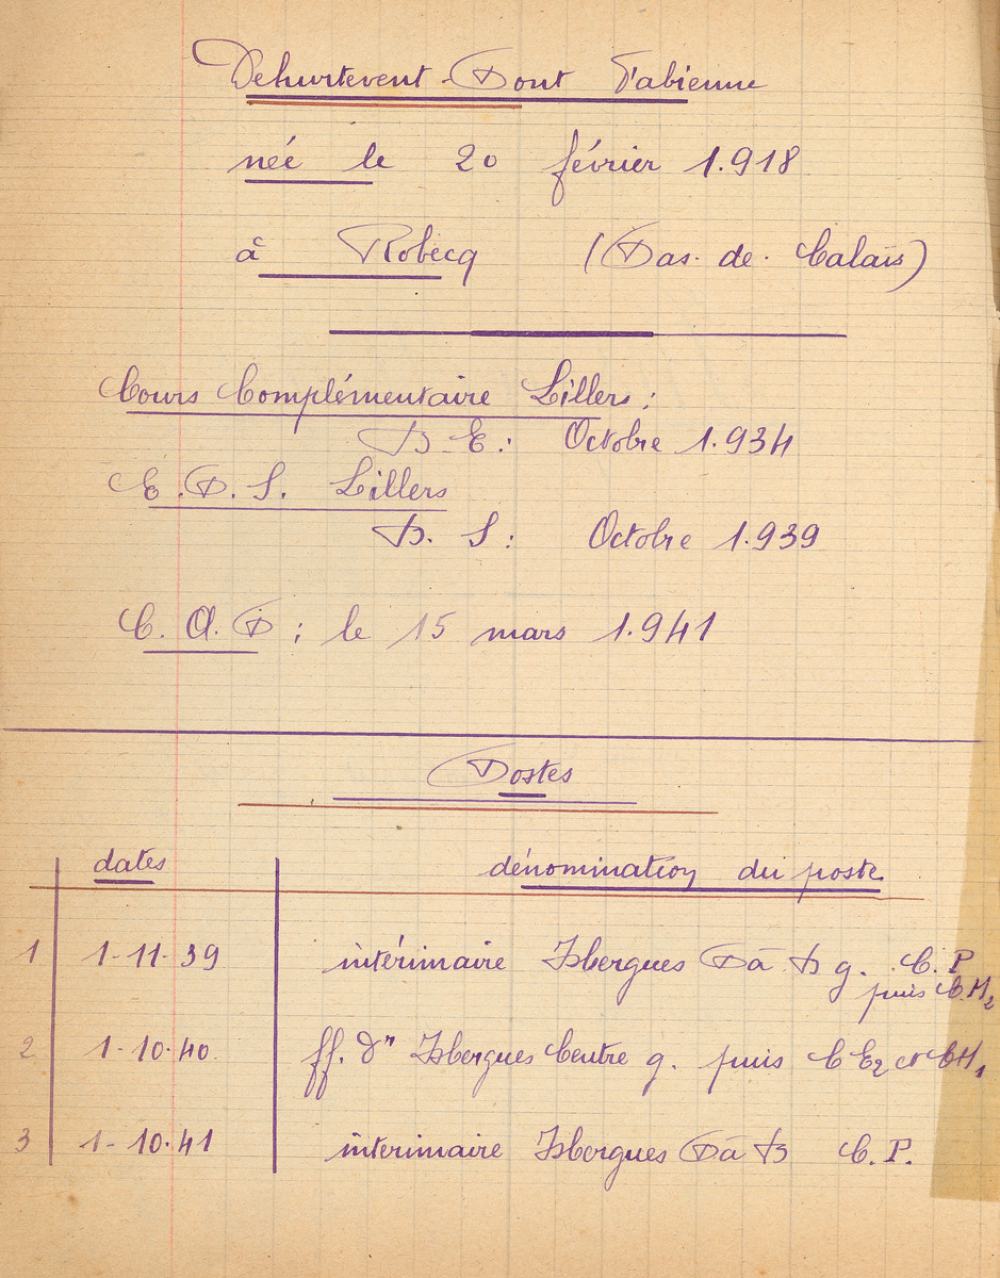 Dehurtevent-Pont Fabienne
née le 20 février 1.918
à Robecq (Pas. de. Calais)
Cours Complémentaire Lillers :
B. E : Octobre 1.934
E. P. S. Lillers
B. S : Octobre 1.939
C. A. P : le 15 mars 1.941
Postes
dates dénomination du poste
1 1-11-39 intérimaire Isbergues P à B g. C. P
puis C.M2
2 1-10-40 ff. don Isbergues Centre g. puis C E2 et CM1
3 1-10-41 intérimaire Isbergues P à B C. P.